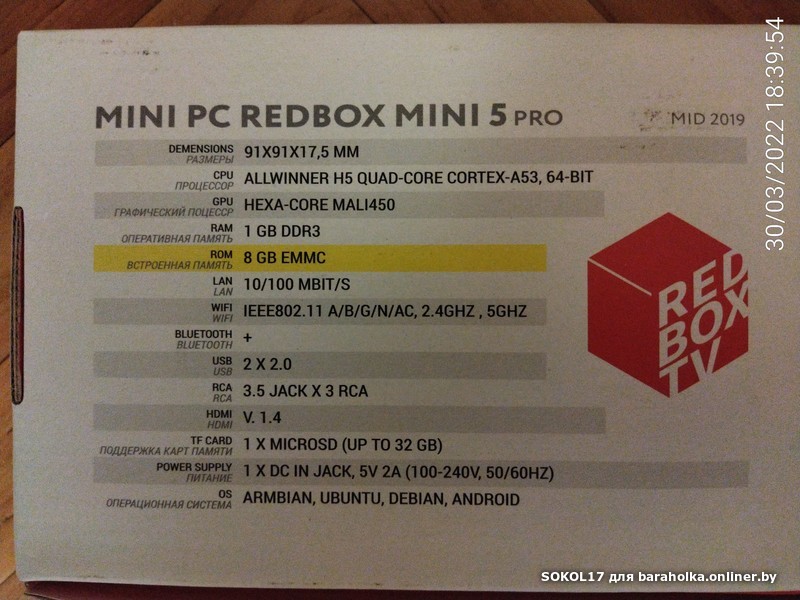 MINI PC REDBOX MINI 5 PRO MID 2019
DEMENSIONS 91X91X17,5 MM
РАЗМЕРЫ
CPU ALLWINNER H5 QUAD-CORE CORTEX-A53, 64-BIT
ПРОЦЕССОР
GPU HEXA-CORE MALI450
ГРАФИЧЕСКИЙ ПОЦЕССР
RAM 1 GB DDR3
ОПЕРАТИВНАЯ ПАМЯТЬ
ROM 8 GB EMMC
ВСТРОЕННАЯ ПАМЯТЬ
LAN 10/100 MBIT/S
LAN
WIFI IEEE802.11 A/B/G/N/AC, 2.4GHZ , 5GHZ
WIFI
BLUETOOTH +
BLUETOOTH
USB 2 X 2.0
USB
RCA 3.5 JACK X 3 RCA
RCA
HDMI V. 1.4
HDMI
TF CARD 1 X MICROSD (UP TO 32 GB)
ПОДДЕРЖКА КАРТ ПАМЯТИ
POWER SUPPLY 1 X DC IN JACK, 5V 2A (100-240V, 50/60HZ)
ПИТАНИЕ
OS ARMBIAN, UBUNTU, DEBIAN, ANDROID
ОПЕРАЦИОННАЯ СИСТЕМА
RED
BOX
TV
30/03/2022 18:39:54
SOKOL17 для baraholka.onliner.by